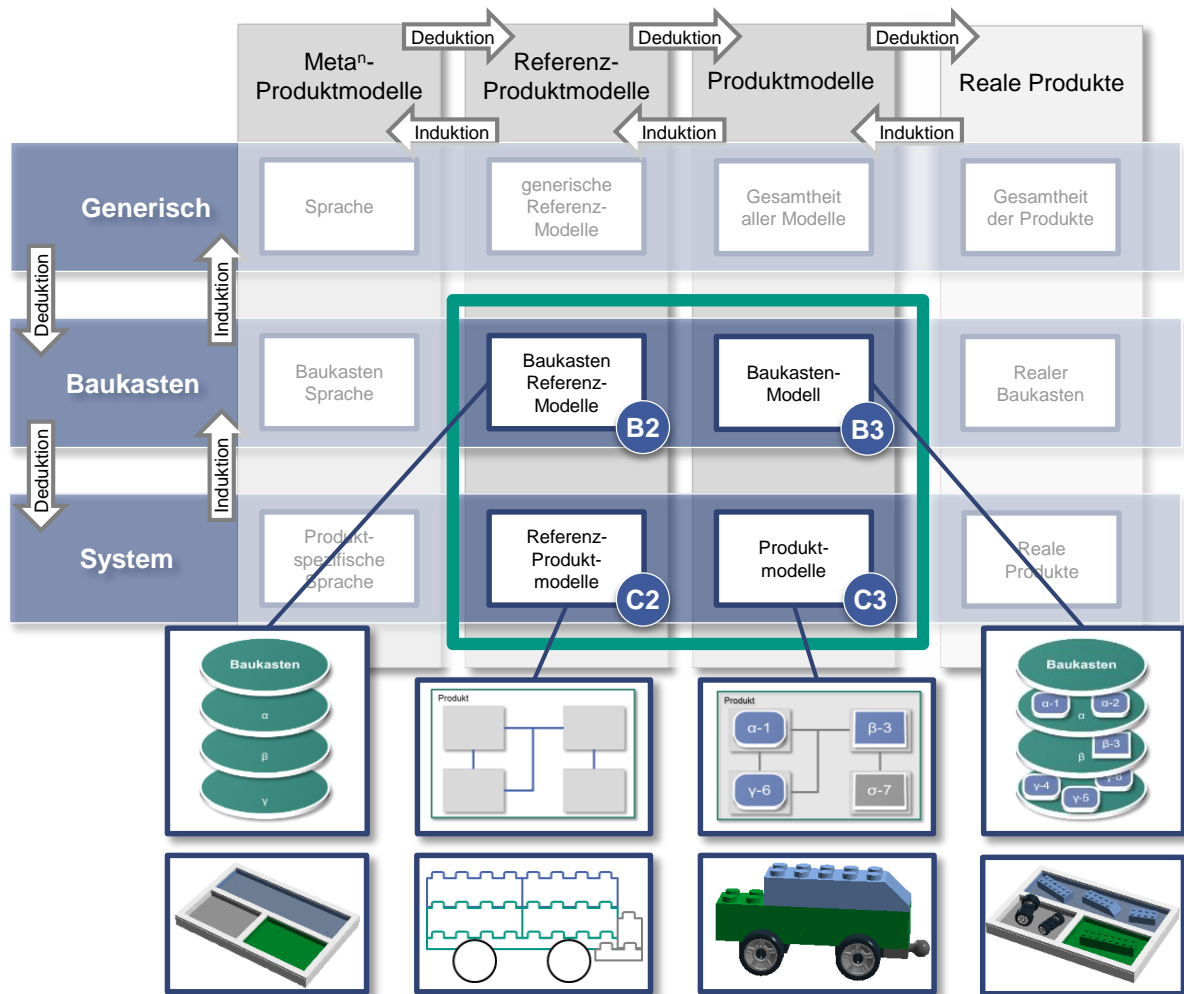 Deduktion
Deduktion
Deduktion
Metaⁿ-
Produktmodelle
Referenz-
Produktmodelle
Produktmodelle
Reale Produkte
Induktion
Induktion
Induktion
Generisch
Sprache
generische
Referenz-
Modelle
Gesamtheit
aller Modelle
Gesamtheit
der Produkte
Deduktion
Induktion
Baukasten
Baukasten
Sprache
Baukasten
Referenz-
Modelle
B2
Baukasten-
Modell
B3
Realer
Baukasten
Deduktion
Induktion
System
Produkt-
spezifische
Sprache
Referenz-
Produkt-
modelle
C2
Produkt-
modelle
C3
Reale
Produkte
Baukasten
α
β
γ
Produkt
Produkt
α-1
β-3
γ-6
σ-7
Baukasten
α-1
α-2
α
β-3
β
γ-4
γ-5